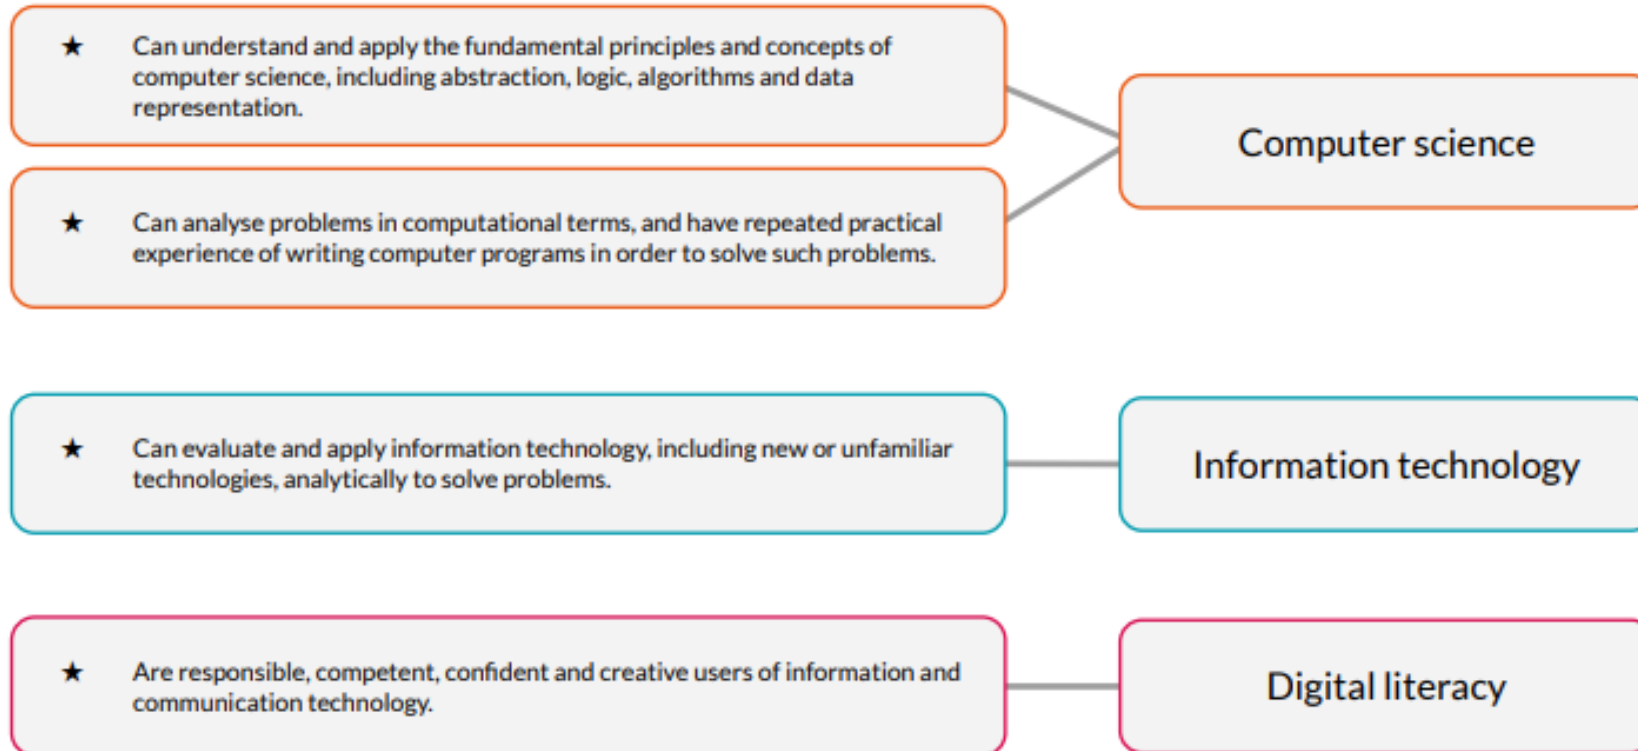 ★ Can understand and apply the fundamental principles and concepts of
computer science, including abstraction, logic, algorithms and data
representation.
Computer science
★ Can analyse problems in computational terms, and have repeated practical
experience of writing computer programs in order to solve such problems.
★ Can evaluate and apply information technology, including new or unfamiliar
technologies, analytically to solve problems.
Information technology
★ Are responsible, competent, confident and creative users of information and
communication technology.
Digital literacy